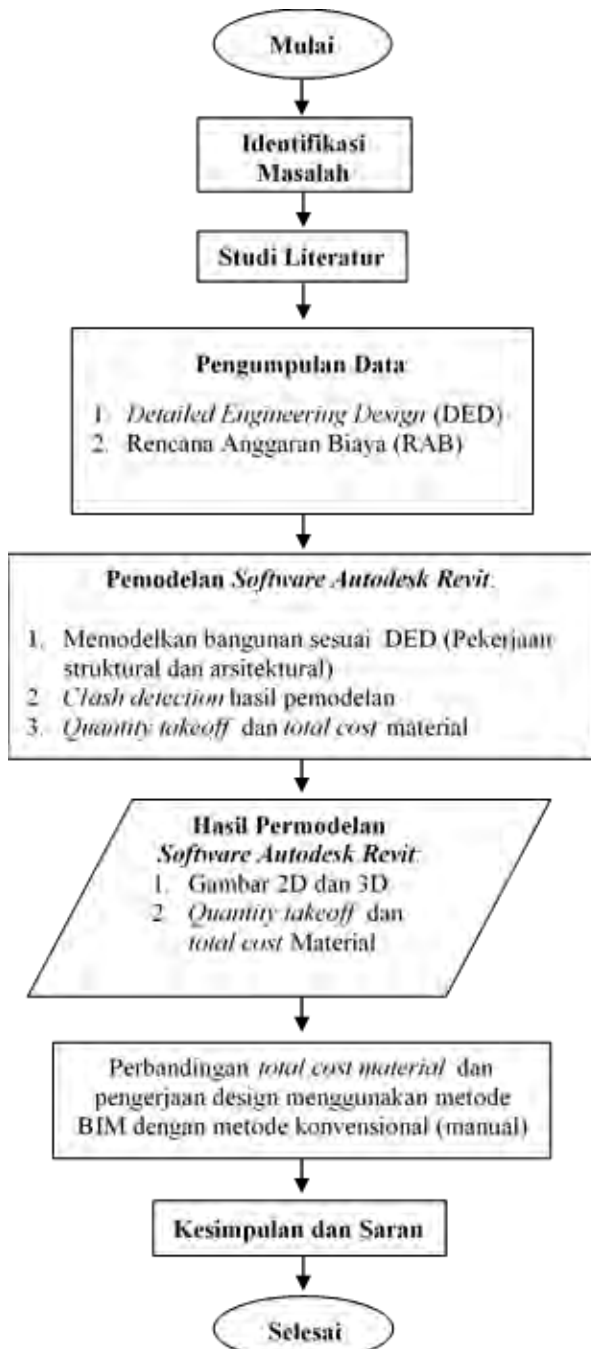 Mulai
Identifikasi
Masalah
Studi Literatur
Pengumpulan Data
1. Detailed Engineering Design (DED)
2. Rencana Anggaran Biaya (RAB)
Pemodelan Software Autodesk Revit:
1. Memodelkan bangunan sesuai DED (Pekerjaan
struktural dan arsitektural)
2. Clash detection hasil pemodelan
3. Quantity takeoff dan total cost material
Hasil Permodelan
Software Autodesk Revit:
1. Gambar 2D dan 3D
2. Quantity takeoff dan
total cost Material
Perbandingan total cost material dan
pengerjaan design menggunakan metode
BIM dengan metode konvensional (manual)
Kesimpulan dan Saran
Selesai